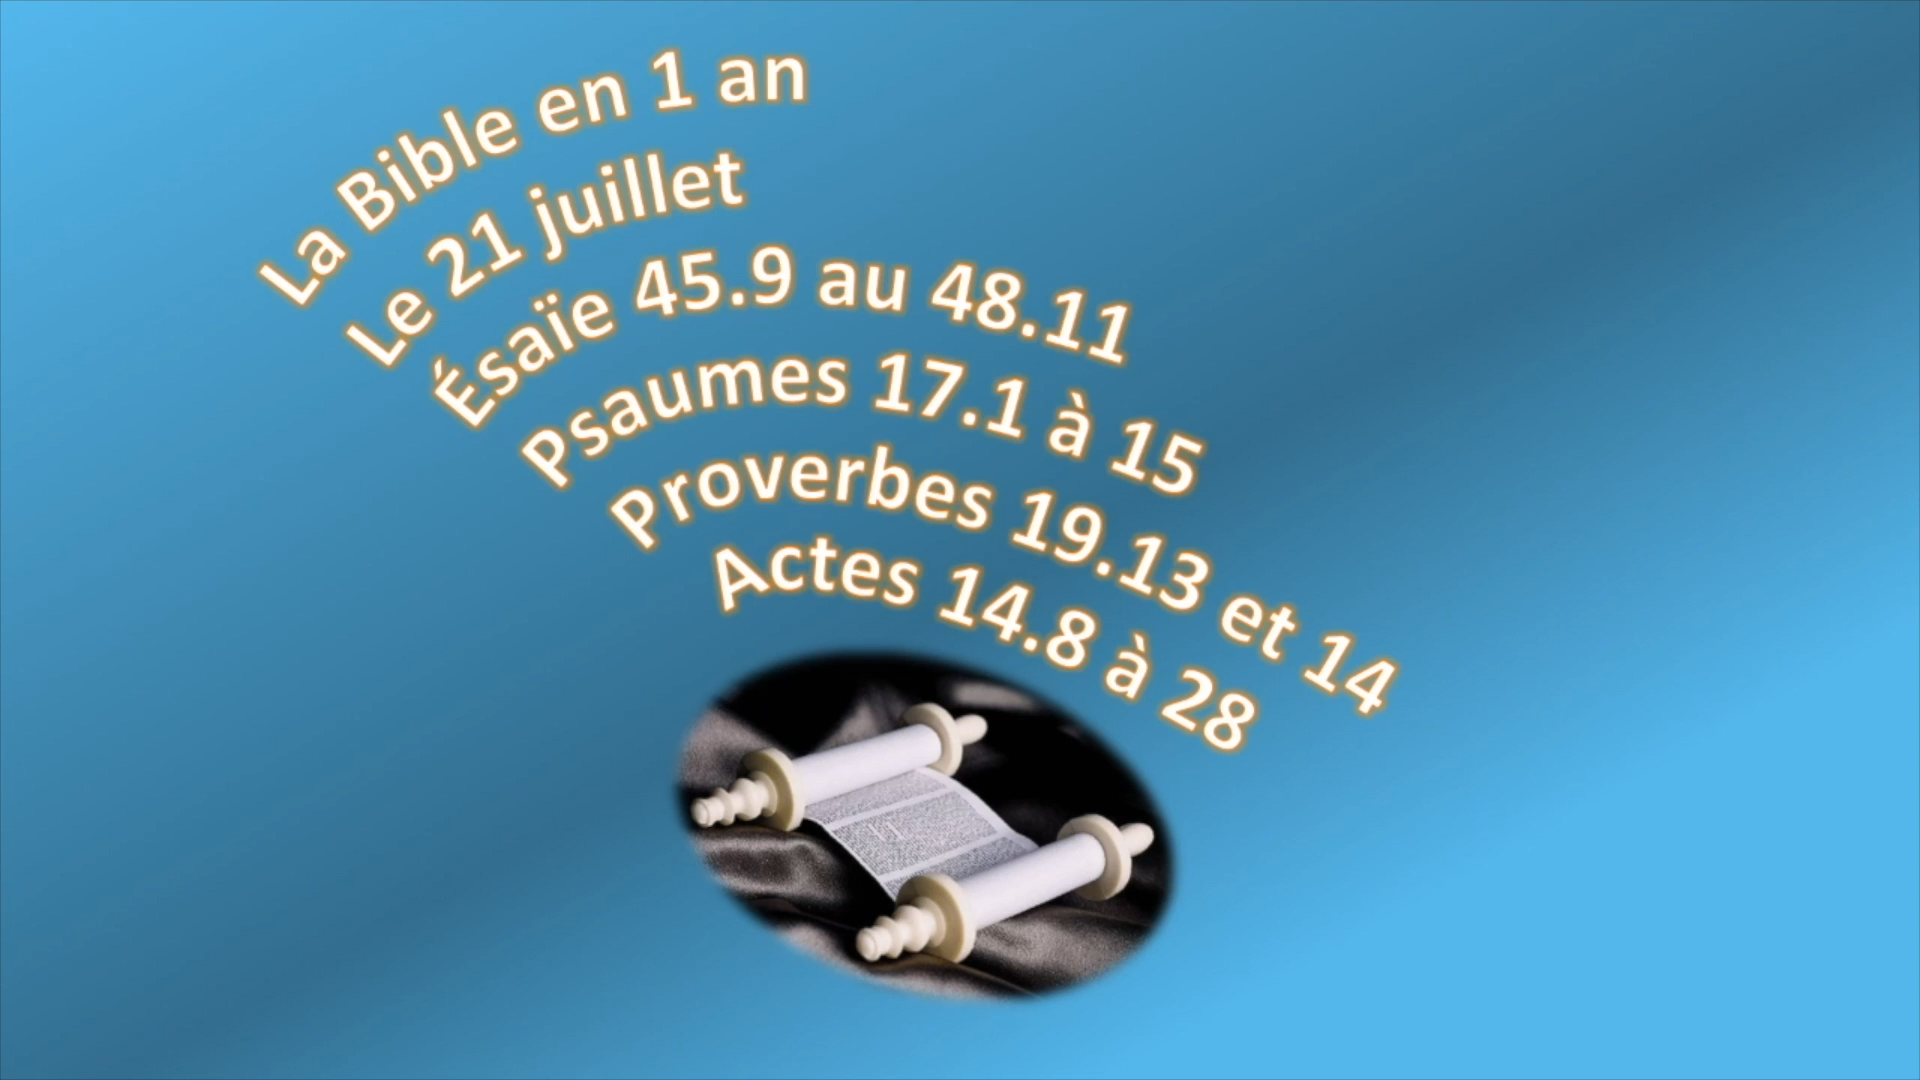 La Bible en 1 an
Le 21 juillet
Ésaïe 45.9 au 48.11
Psaumes 17.1 à 15
Proverbes 19.13 et 14
Actes 14.8 à 28